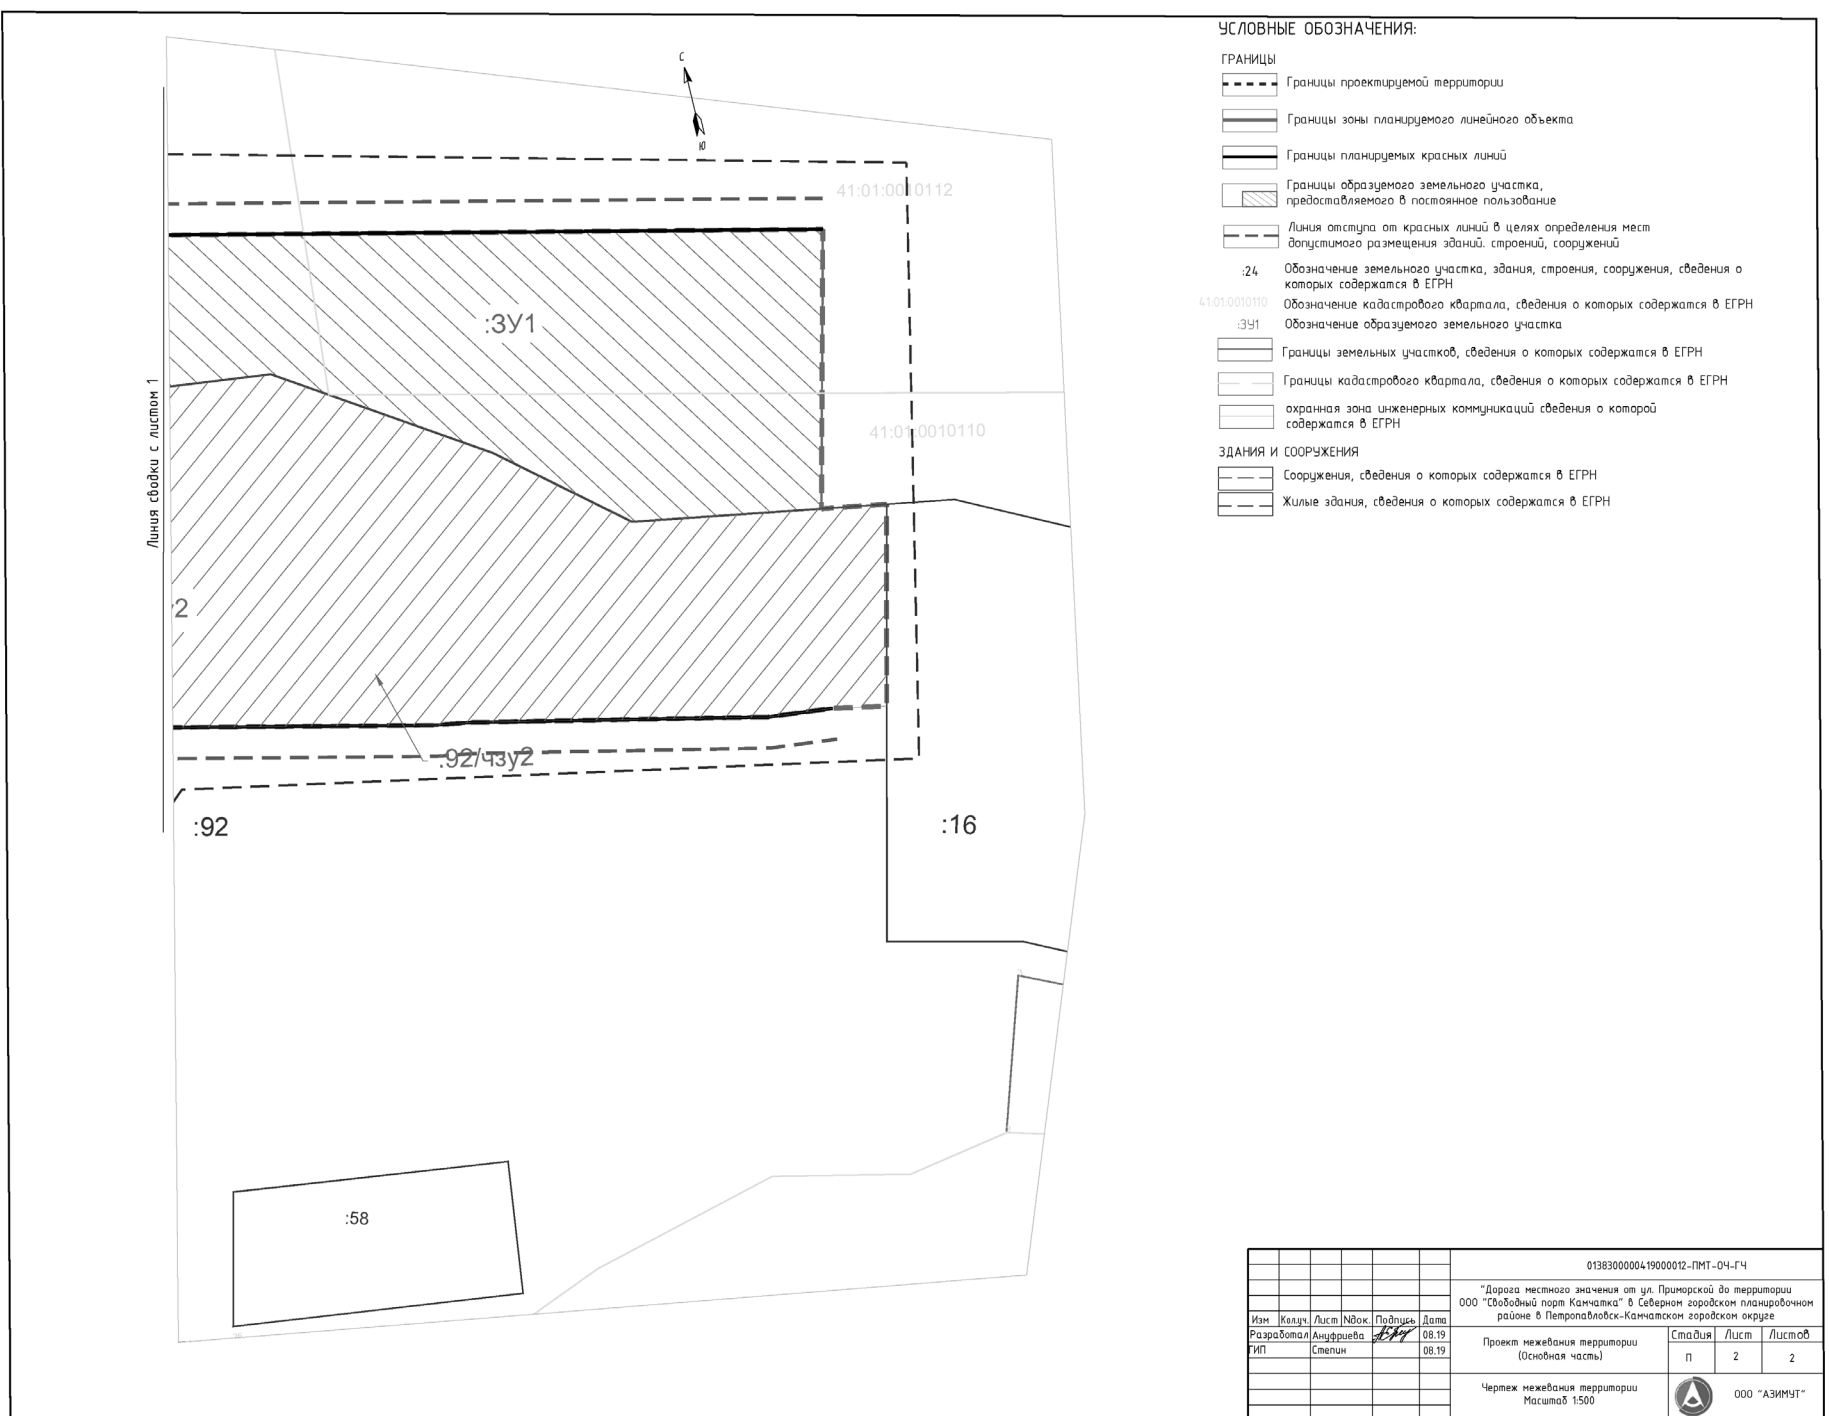 С
Ю
41:01:0010112
:ЗУ1
41:01:0010110
Линия сводки с листом 1
2
:92/чзу2
:92
:16
:58
УСЛОВНЫЕ ОБОЗНАЧЕНИЯ:
ГРАНИЦЫ
Границы проектируемой территории
Границы зоны планируемого линейного объекта
Границы планируемых красных линий
Границы образуемого земельного участка,
предоставляемого в постоянное пользование
Линия отступа от красных линий в целях определения мест
допустимого размещения зданий. строений, сооружений
:24 Обозначение земельного участка, здания, строения, сооружения, сведения о
которых содержатся в ЕГРН
41:01:0010110 Обозначение кадастрового квартала, сведения о которых содержатся в ЕГРН
:ЗУ1 Обозначение образуемого земельного участка
Границы земельных участков, сведения о которых содержатся в ЕГРН
Границы кадастрового квартала, сведения о которых содержатся в ЕГРН
охранная зона инженерных коммуникаций сведения о которой
содержатся в ЕГРН
ЗДАНИЯ И СООРУЖЕНИЯ
Сооружения, сведения о которых содержатся в ЕГРН
Жилые здания, сведения о которых содержатся в ЕГРН
0138300000419000012-ПМТ-ОЧ-ГЧ
"Дорога местного значения от ул. Приморской до территории
ООО "Свободный порт Камчатка" в Северном городском планировочном
районе в Петропавловск-Камчатском городском округе
Изм Кол.уч. Лист Nдок. Подпись Дата
Разработал Ануфриева 08.19
ГИП Степин 08.19
Проект межевания территории
(Основная часть)
Стадия Лист Листов
П 2 2
Чертеж межевания территории
Масштаб 1:500
ООО "АЗИМУТ"